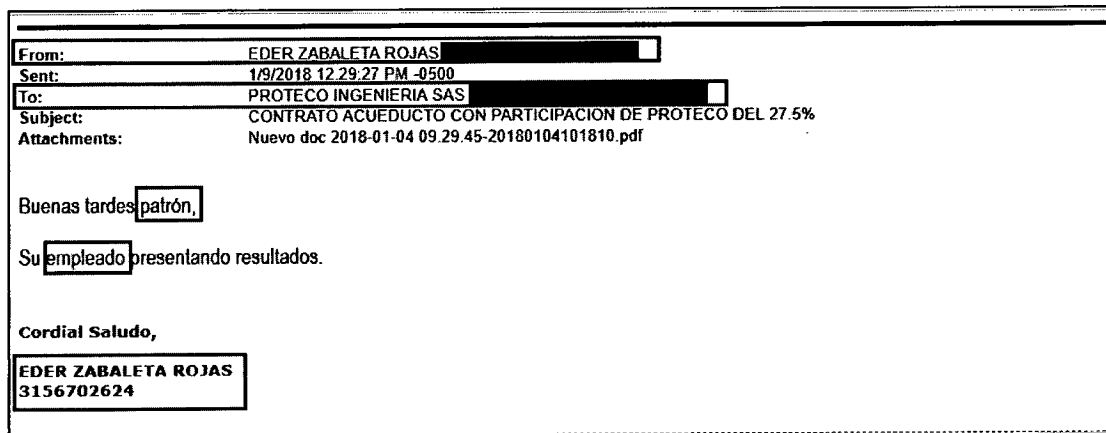 From: EDER ZABALETA ROJAS
Sent: 1/9/2018 12.29:27 PM -0500
To: PROTECO INGENIERIA SAS
Subject: CONTRATO ACUEDUCTO CON PARTICIPACION DE PROTECO DEL 27.5%
Attachments: Nuevo doc 2018-01-04 09.29.45-20180104101810.pdf
Buenas tardes patrón,
Su empleado presentando resultados.
Cordial Saludo,
EDER ZABALETA ROJAS
3156702624